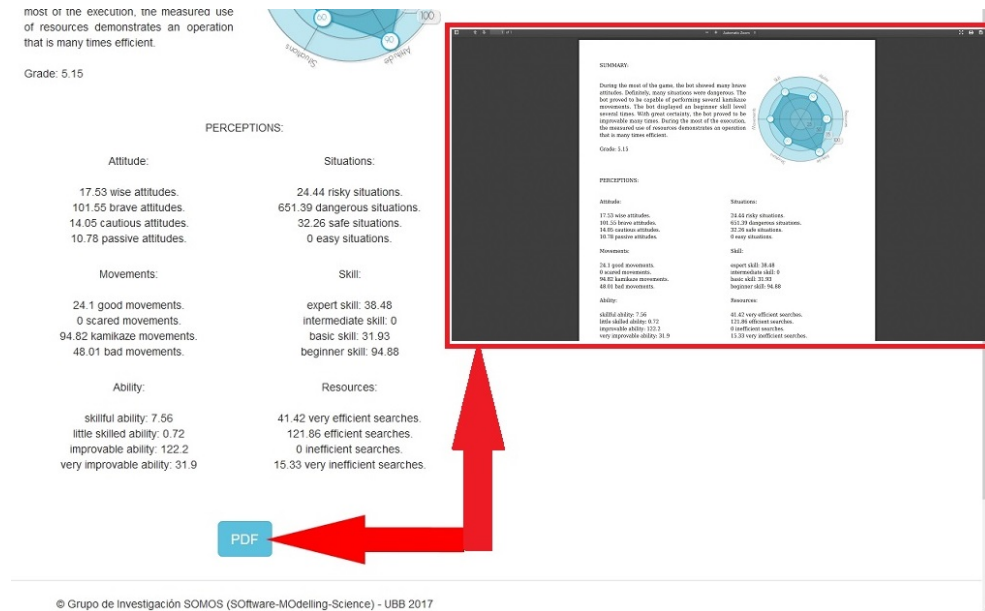 most of the execution, the measured use
of resources demonstrates an operation
that is many times efficient.
Grade: 5.15
60
90
100
Situations
Attitude
PERCEPTIONS:
Attitude:
17.53 wise attitudes.
101.55 brave attitudes.
14.05 cautious attitudes.
10.78 passive attitudes.
Situations:
24.44 risky situations.
651.39 dangerous situations.
32.26 safe situations.
0 easy situations.
Movements:
24.1 good movements.
0 scared movements.
94.82 kamikaze movements.
48.01 bad movements.
Skill:
expert skill: 38.48
intermediate skill: 0
basic skill: 31.93
beginner skill: 94.88
Ability:
skillful ability: 7.56
little skilled ability: 0.72
improvable ability: 122.2
very improvable ability: 31.9
Resources:
41.42 very efficient searches.
121.86 efficient searches.
0 inefficient searches.
15.33 very inefficient searches.
PDF
© Grupo de Investigación SOMOS (SOftware-MOdelling-Science) - UBB 2017
Automatic Zoom
SUMMARY:
During the most of the game, the bot showed many brave
attitudes. Definitely, many situations were dangerous. The
bot proved to be capable of performing several kamikaze
movements. The bot displayed an beginner skill level
several times. With great certainty, the bot proved to be
improvable many times. During the most of the execution,
the measured use of resources demonstrates an operation
that is many times efficient.
Grade: 5.15
Skill
Ability
Resources
Attitude
Situations
Movements
100
PERCEPTIONS:
Attitude:
17.53 wise attitudes.
101.55 brave attitudes.
14.05 cautious attitudes.
10.78 passive attitudes.
Situations:
24.44 risky situations.
651.39 dangerous situations.
32.26 safe situations.
0 easy situations.
Movements:
24.1 good movements.
0 scared movements.
94.82 kamikaze movements.
48.01 bad movements.
Skill:
expert skill: 38.48
intermediate skill: 0
basic skill: 31.93
beginner skill: 94.88
Ability:
skillful ability: 7.56
little skilled ability: 0.72
improvable ability: 122.2
very improvable ability: 31.9
Resources:
41.42 very efficient searches.
121.86 efficient searches.
0 inefficient searches.
15.33 very inefficient searches.